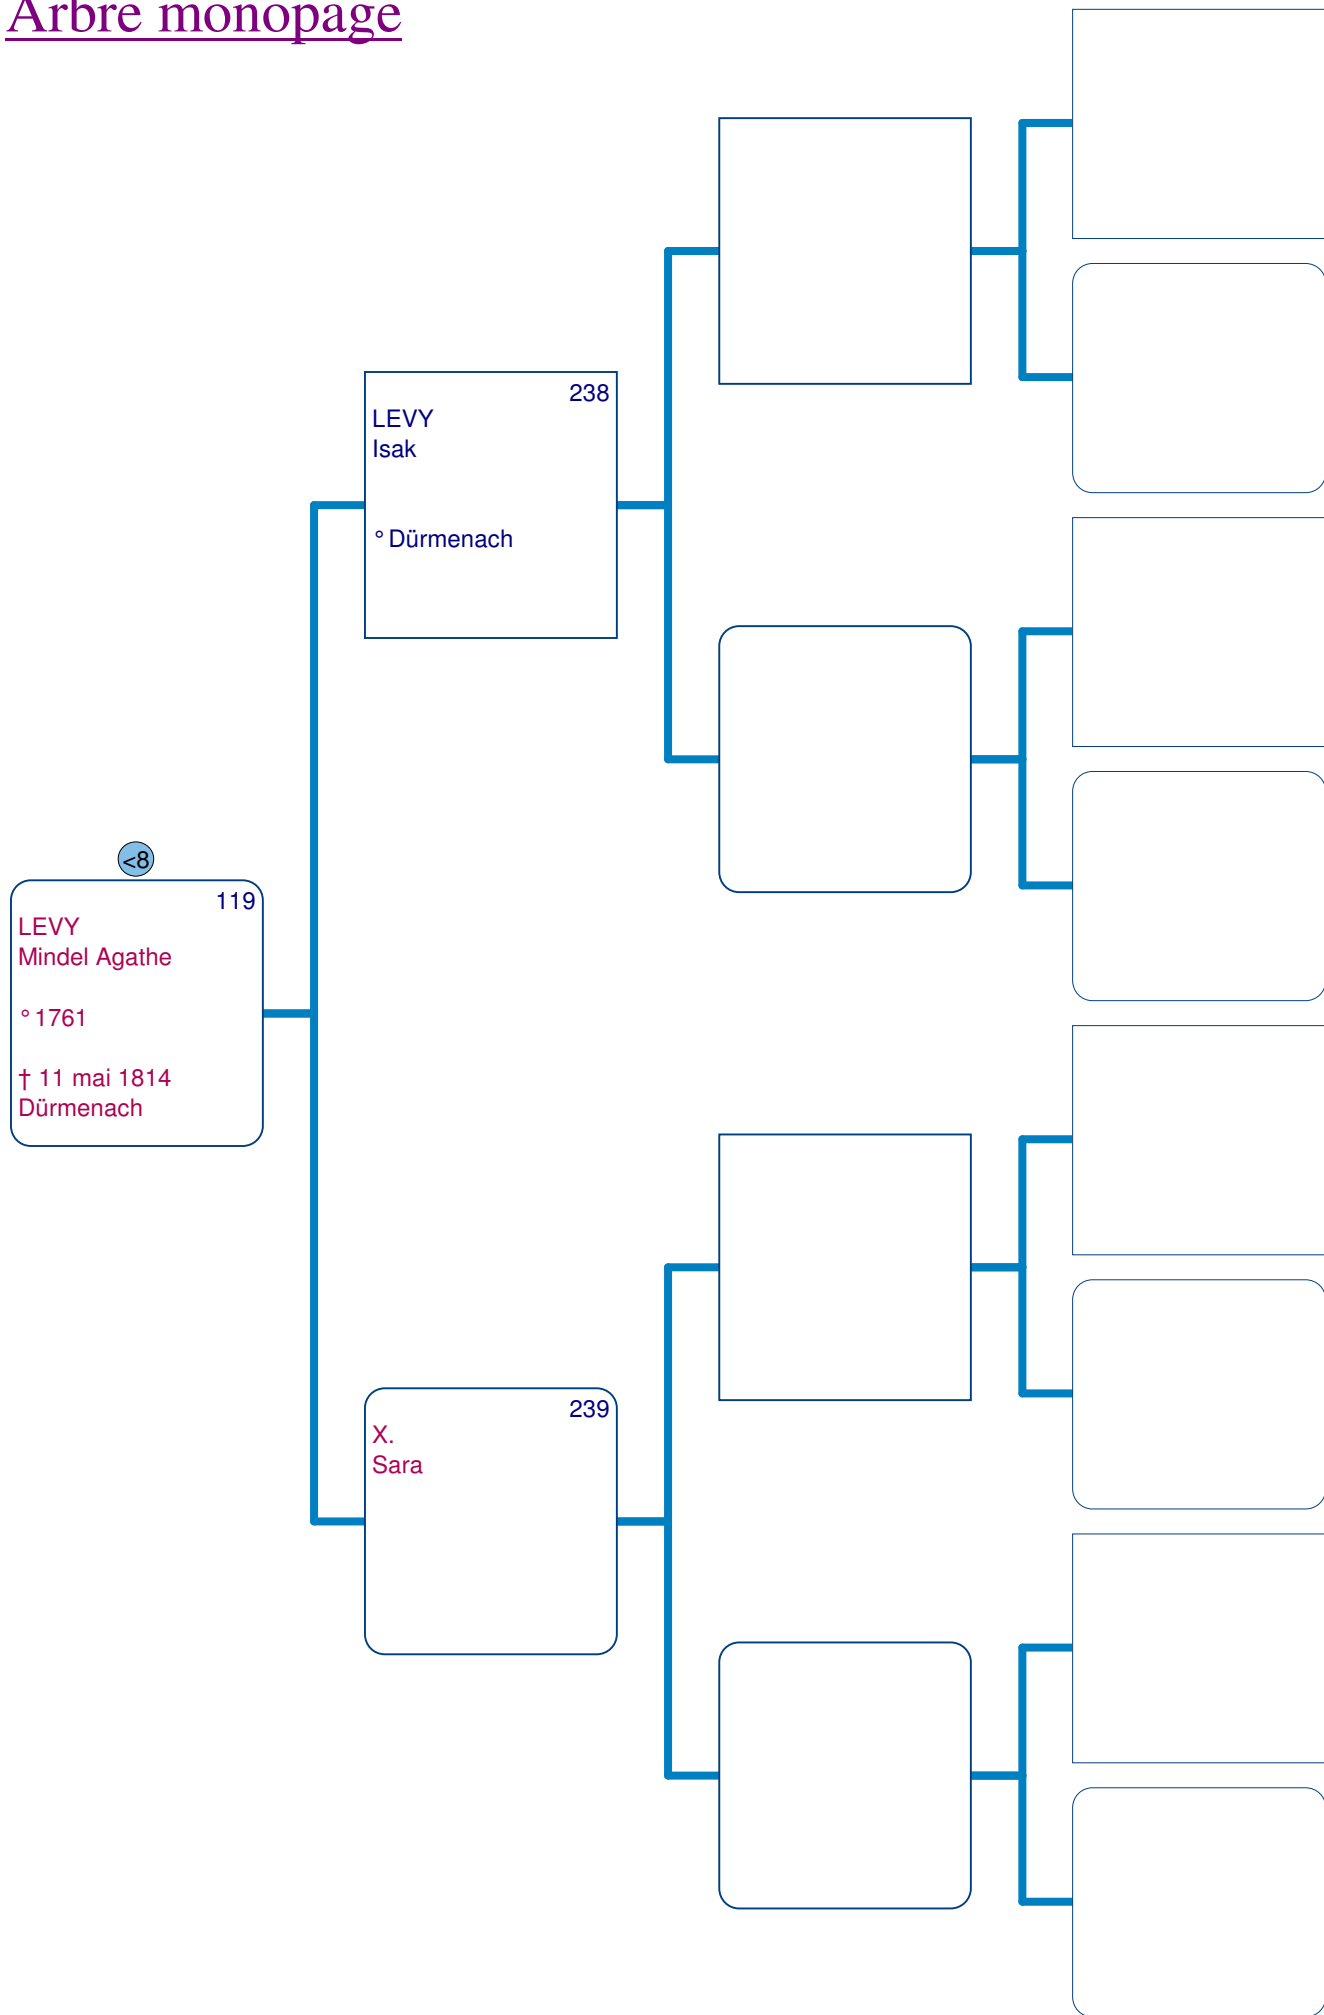 Arbre monopage
238
LEVY
Isak
° Dürmenach
<8
119
LEVY
Mindel Agathe
° 1761
† 11 mai 1814
Dürmenach
239
X.
Sara